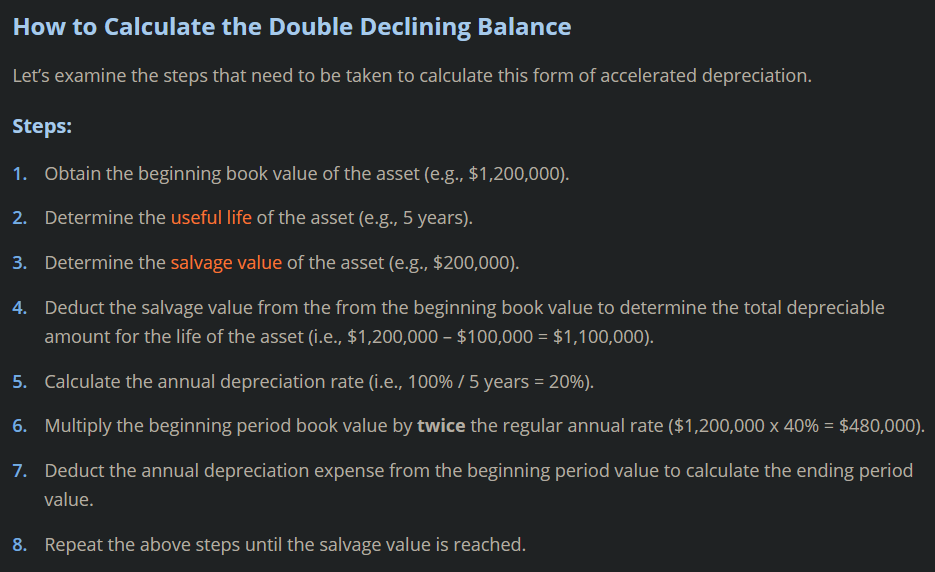 How to Calculate the Double Declining Balance
Let’s examine the steps that need to be taken to calculate this form of accelerated depreciation.
Steps:
1. Obtain the beginning book value of the asset (e.g., $1,200,000).
2. Determine the useful life of the asset (e.g., 5 years).
3. Determine the salvage value of the asset (e.g., $200,000).
4. Deduct the salvage value from the from the beginning book value to determine the total depreciable
amount for the life of the asset (i.e., $1,200,000 – $100,000 = $1,100,000).
5. Calculate the annual depreciation rate (i.e., 100% / 5 years = 20%).
6. Multiply the beginning period book value by twice the regular annual rate ($1,200,000 x 40% = $480,000).
7. Deduct the annual depreciation expense from the beginning period value to calculate the ending period
value.
8. Repeat the above steps until the salvage value is reached.